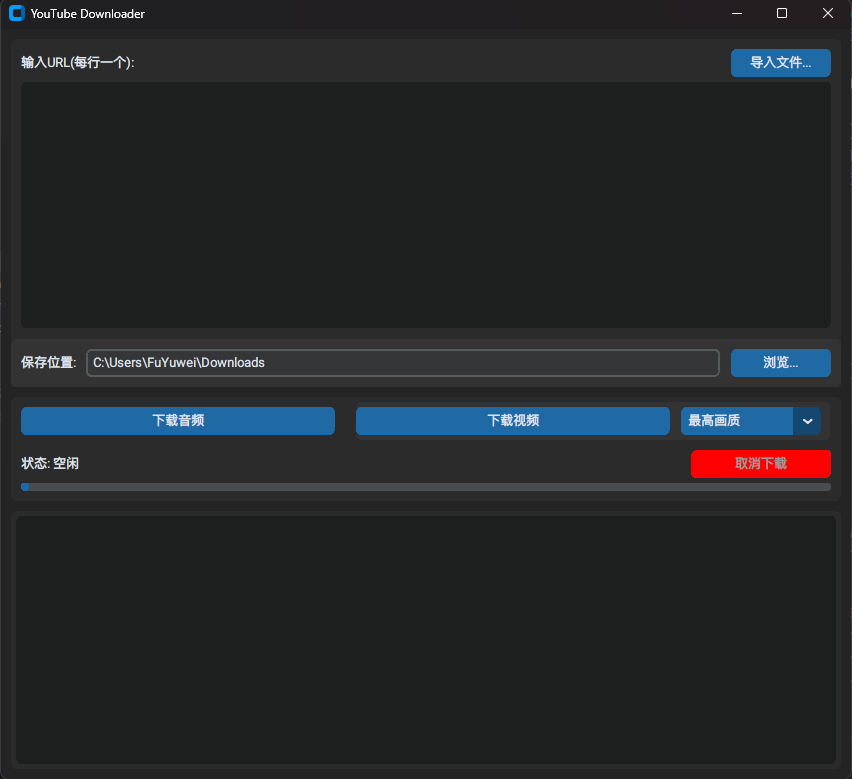 YouTube Downloader
输入URL(每行一个):
导入文件...
保存位置:
C:\Users\FuYuwei\Downloads
浏览...
下载音频
下载视频
最高画质
状态: 空闲
取消下载